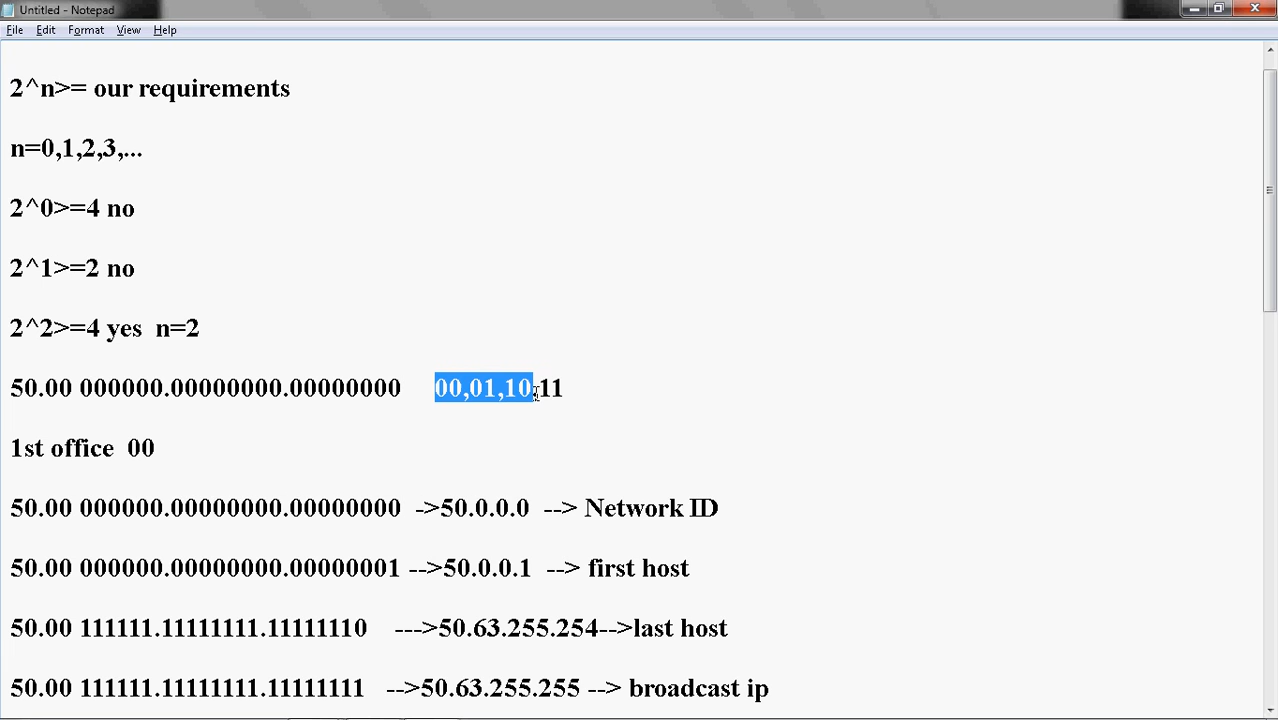 Untitled - Notepad
File Edit Format View Help
2^n>= our requirements
n=0,1,2,3,...
2^0>=4 no
2^1>=2 no
2^2>=4 yes  n=2
50.00 000000.00000000.00000000     00,01,10,11
1st office  00
50.00 000000.00000000.00000000  ->50.0.0.0  --> Network ID
50.00 000000.00000000.00000001 -->50.0.0.1  --> first host
50.00 111111.11111111.11111110    --->50.63.255.254-->last host
50.00 111111.11111111.11111111   -->50.63.255.255 --> broadcast ip